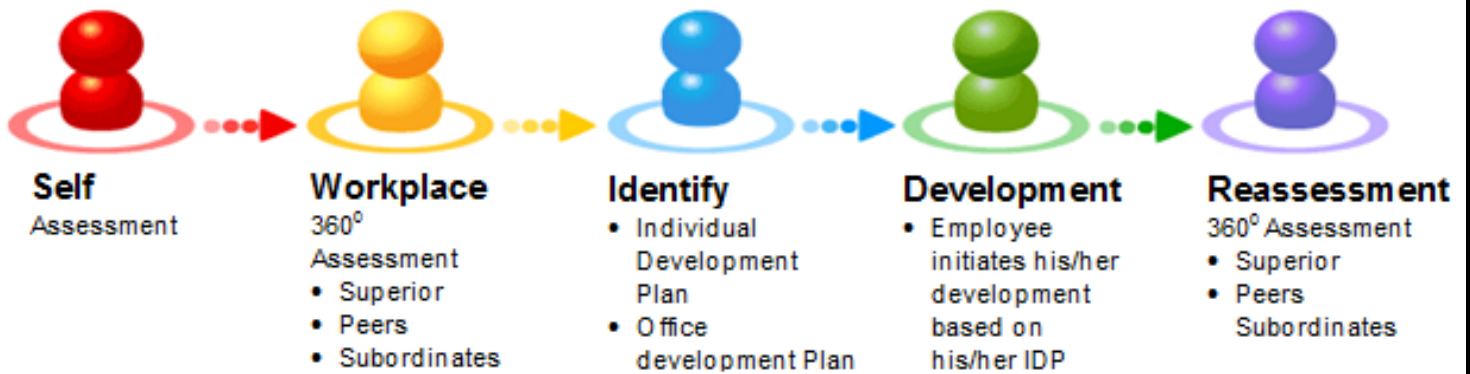 Self
Assessment
Workplace
360⁰
Assessment
• Superior
• Peers
• Subordinates
Identify
• Individual
Development
Plan
• Office
development Plan
Development
• Employee
initiates his/her
development
based on
his/her IDP
Reassessment
360⁰ Assessment
• Superior
• Peers
Subordinates